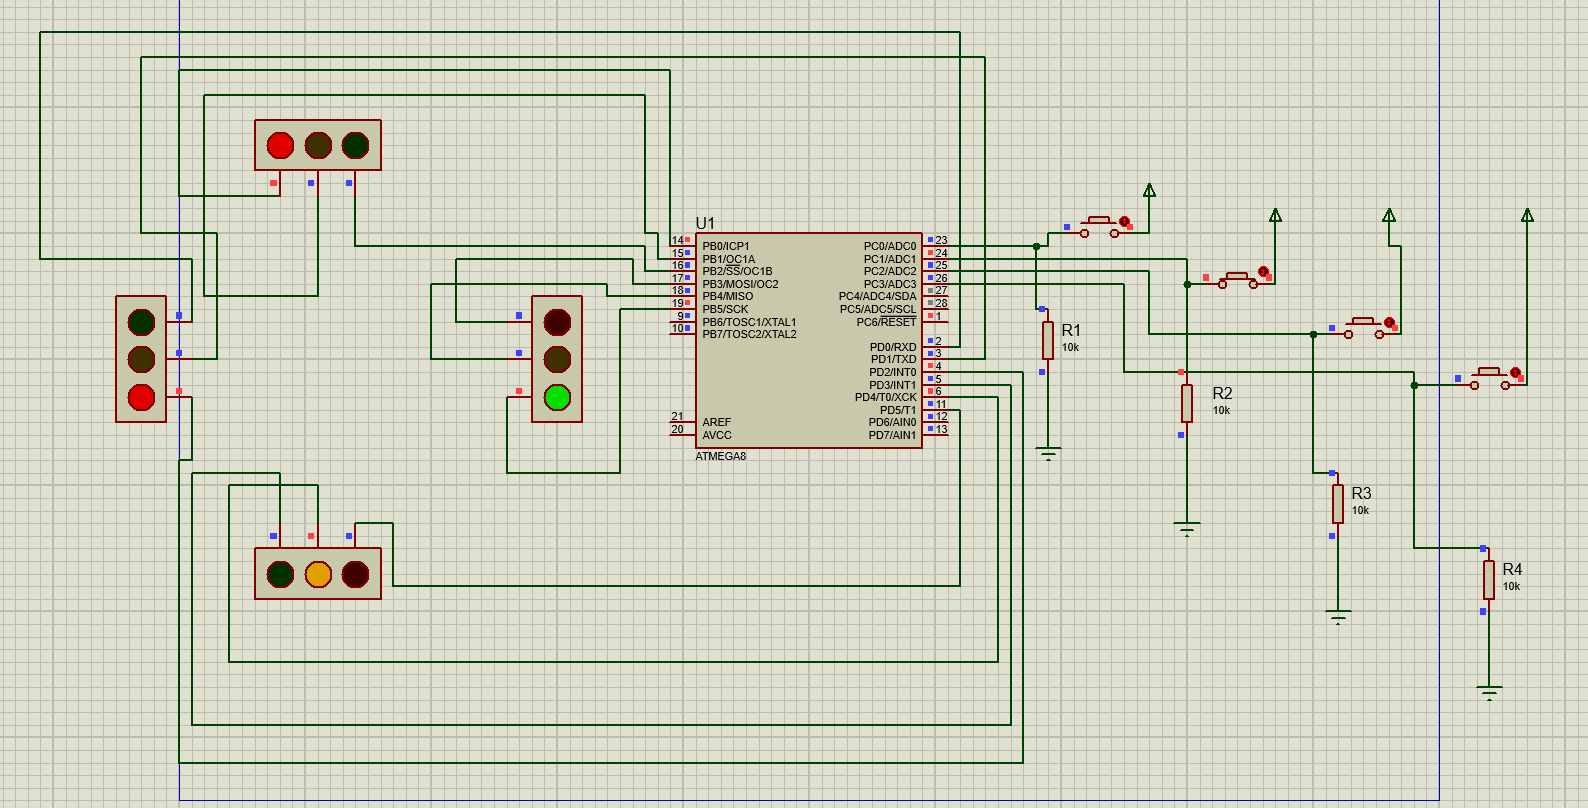 U1
14 PB0/ICP1 PC0/ADC0 23
15 PB1/OC1A PC1/ADC1 24
16 PB2/SS/OC1B PC2/ADC2 25
17 PB3/MOSI/OC2 PC3/ADC3 26
18 PB4/MISO PC4/ADC4/SDA 27
19 PB5/SCK PC5/ADC5/SCL 28
9 PB6/TOSC1/XTAL1 PC6/RESET 1
10 PB7/TOSC2/XTAL2
PD0/RXD 2
PD1/TXD 3
PD2/INT0 4
PD3/INT1 5
PD4/T0/XCK 6
PD5/T1 11
21 AREF PD6/AIN0 12
20 AVCC PD7/AIN1 13
ATMEGA8
R1
10k
R2
10k
R3
10k
R4
10k